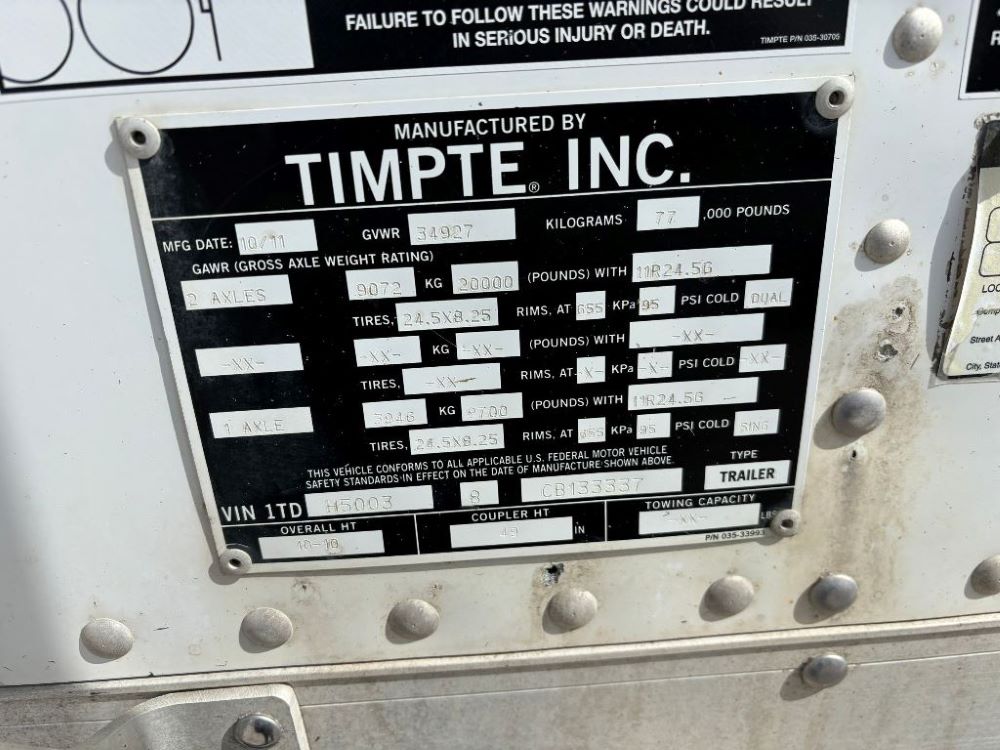 FAILURE TO FOLLOW THESE WARNINGS COULD RESULT
IN SERIOUS INJURY OR DEATH.
TIMPTE P/N 035-30705
MANUFACTURED BY
TIMPTE® INC.
MFG DATE: 10/11 GVWR 34927 KILOGRAMS 77 ,000 POUNDS
GAWR (GROSS AXLE WEIGHT RATING)
2 AXLES 9072 KG 20000 (POUNDS) WITH 11R24.5G
TIRES, 24.5X8.25 RIMS, AT 655 KPa 95 PSI COLD DUAL
-XX- -XX- KG -XX- (POUNDS) WITH -XX-
TIRES, -XX- RIMS, AT -X- KPa -X- PSI COLD -XX-
1 AXLE 3946 KG 8700 (POUNDS) WITH 11R24.5G
TIRES, 24.5X8.25 RIMS, AT 655 KPa 95 PSI COLD SING
THIS VEHICLE CONFORMS TO ALL APPLICABLE U.S. FEDERAL MOTOR VEHICLE
SAFETY STANDARDS IN EFFECT ON THE DATE OF MANUFACTURE SHOWN ABOVE.
TYPE
TRAILER
VIN 1TD H5003 8 CB133337
OVERALL HT COUPLER HT TOWING CAPACITY
10-10 49 IN -XX- LBS
P/N 035-33993
LOC
Street A
City, Stat